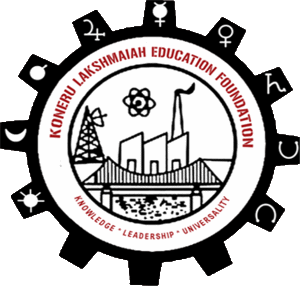 KONERU LAKSHMAIAH EDUCATION FOUNDATION
KNOWLEDGE • LEADERSHIP • UNIVERSALITY